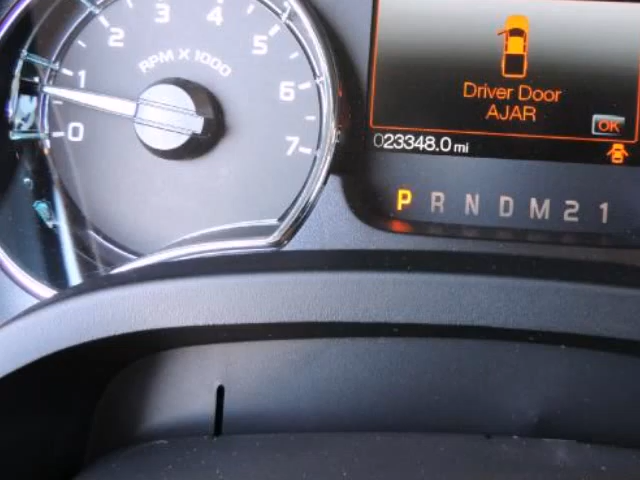 0 1 2 3 4 5 6 7
RPM X 1000
Driver Door
AJAR
OK
023348.0 mi
P R N D M 2 1